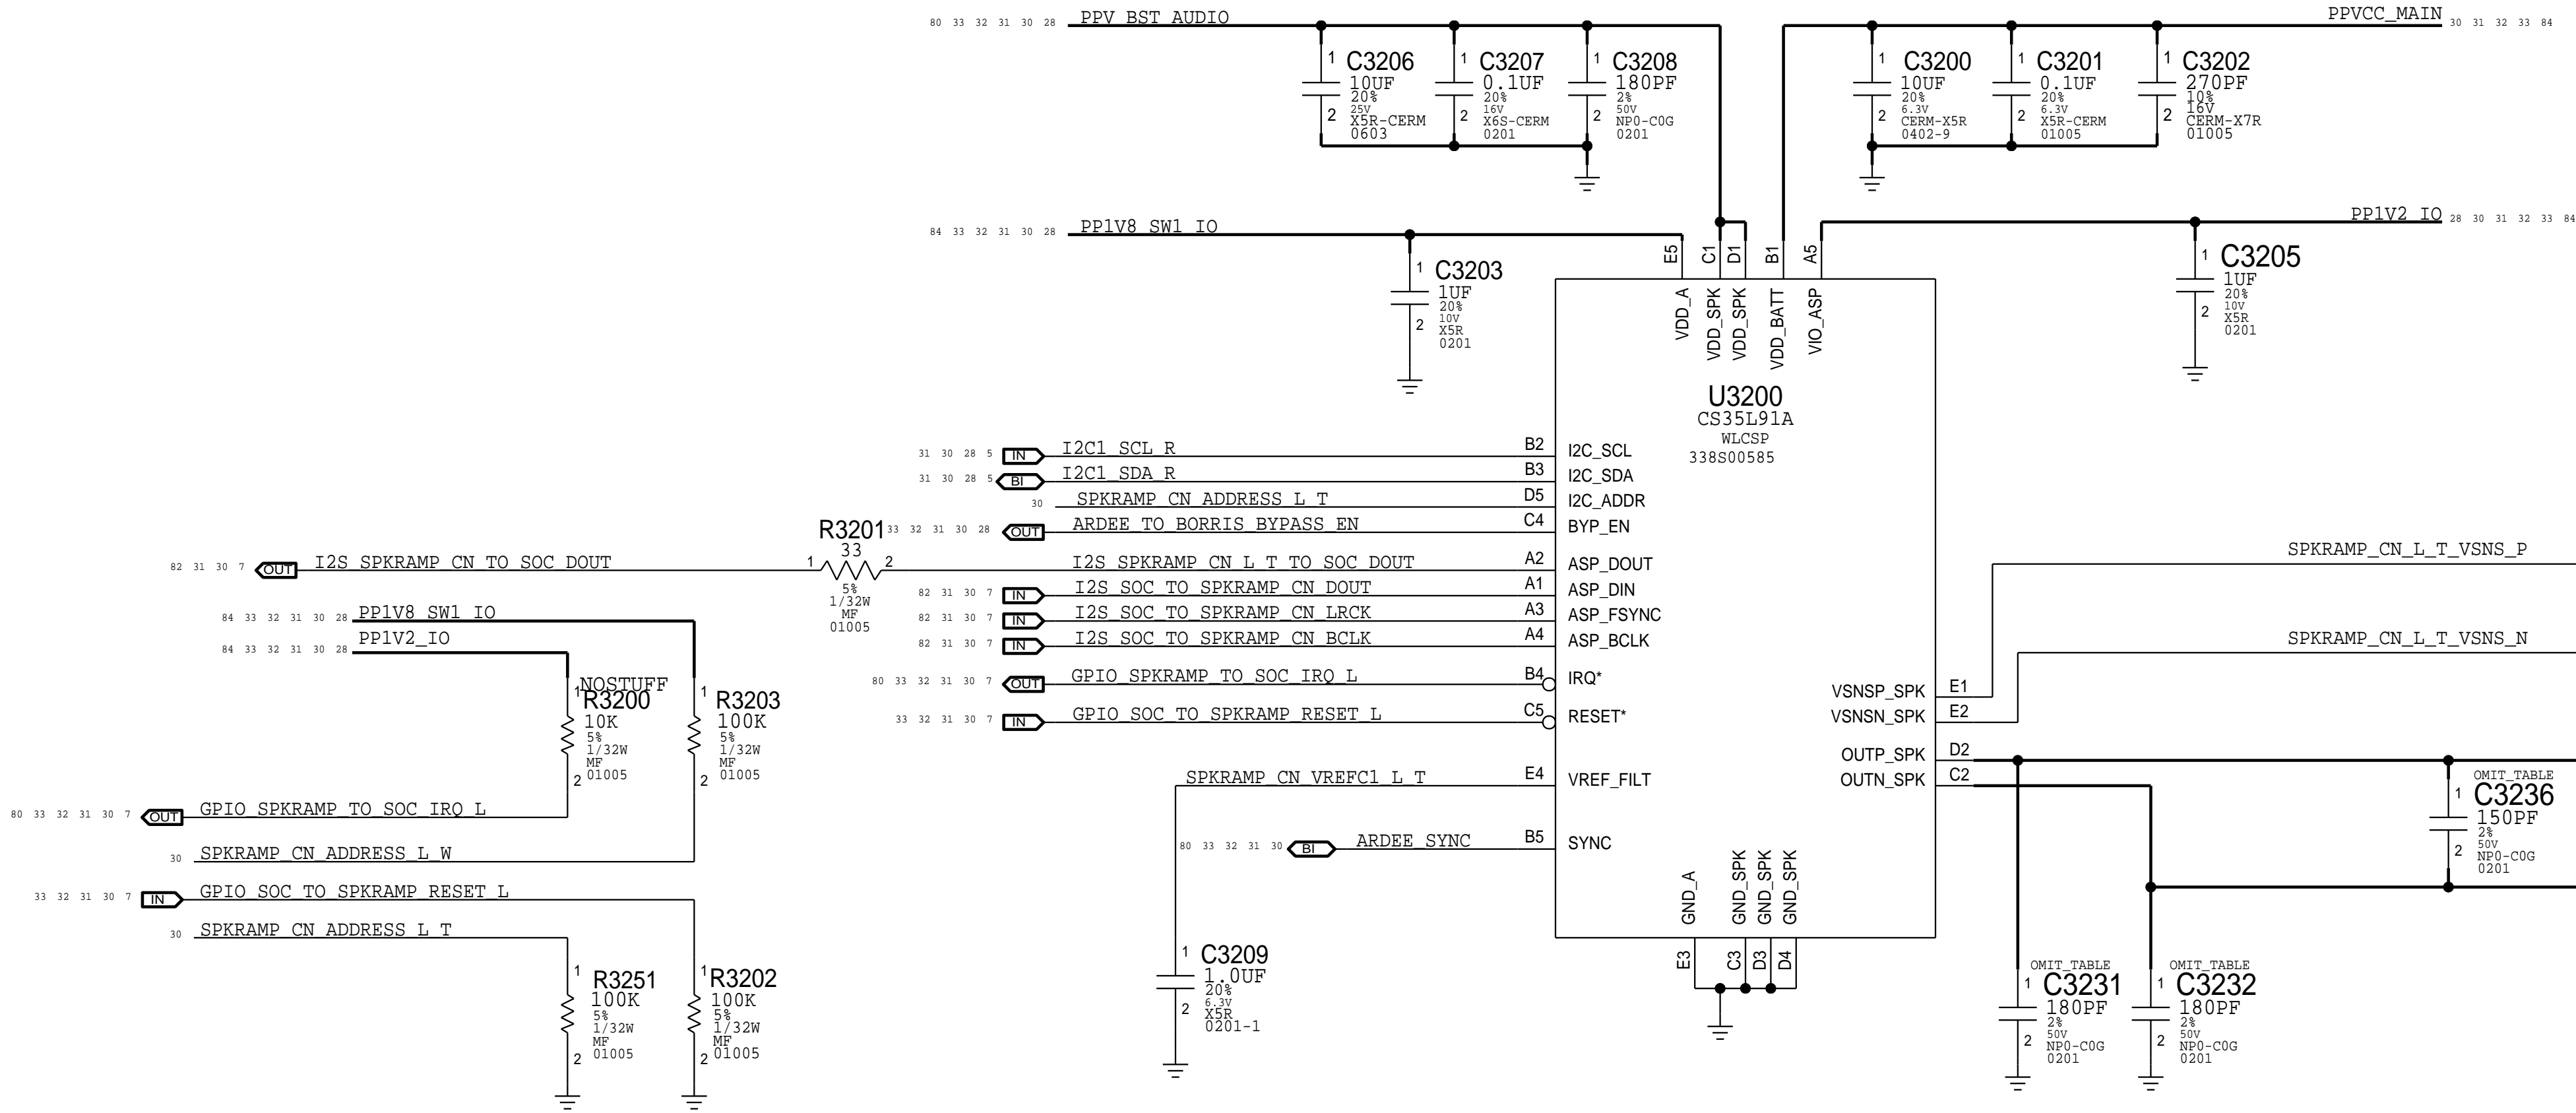 80 33 32 31 30 28 PPV_BST_AUDIO
PPVCC_MAIN 30 31 32 33 84
1 C3206
10UF
20%
25V
2 X5R-CERM
0603
1 C3207
0.1UF
20%
16V
2 X6S-CERM
0201
1 C3208
180PF
2%
50V
2 NP0-C0G
0201
1 C3200
10UF
20%
6.3V
2 CERM-X5R
0402-9
1 C3201
0.1UF
20%
6.3V
2 X5R-CERM
01005
1 C3202
270PF
10%
16V
2 CERM-X7R
01005
84 33 32 31 30 28 PP1V8_SW1_IO
PP1V2_IO 28 30 31 32 33 84
1 C3203
1UF
20%
10V
2 X5R
0201
1 C3205
1UF
20%
10V
2 X5R
0201
E5 C1 D1 B1 A5
VDD_A VDD_SPK VDD_SPK VDD_BATT VIO_ASP
U3200
CS35L91A
WLCSP
338S00585
31 30 28 5 IN I2C1_SCL_R B2 I2C_SCL
31 30 28 5 BI I2C1_SDA_R B3 I2C_SDA
30 SPKRAMP_CN_ADDRESS_L_T D5 I2C_ADDR
33 32 31 30 28 OUT ARDEE_TO_BORRIS_BYPASS_EN C4 BYP_EN
82 31 30 7 OUT I2S_SPKRAMP_CN_TO_SOC_DOUT
R3201
33
1 2
5%
1/32W
MF
01005
I2S_SPKRAMP_CN_L_T_TO_SOC_DOUT A2 ASP_DOUT
82 31 30 7 IN I2S_SOC_TO_SPKRAMP_CN_DOUT A1 ASP_DIN
82 31 30 7 IN I2S_SOC_TO_SPKRAMP_CN_LRCK A3 ASP_FSYNC
82 31 30 7 IN I2S_SOC_TO_SPKRAMP_CN_BCLK A4 ASP_BCLK
80 33 32 31 30 7 OUT GPIO_SPKRAMP_TO_SOC_IRQ_L B4 IRQ*
33 32 31 30 7 IN GPIO_SOC_TO_SPKRAMP_RESET_L C5 RESET*
SPKRAMP_CN_VREFC1_L_T E4 VREF_FILT
80 33 32 31 30 BI ARDEE_SYNC B5 SYNC
84 33 32 31 30 28 PP1V8_SW1_IO
84 33 32 31 30 28 PP1V2_IO
NOSTUFF
1 R3200
10K
5%
1/32W
MF
2 01005
1 R3203
100K
5%
1/32W
MF
2 01005
80 33 32 31 30 7 OUT GPIO_SPKRAMP_TO_SOC_IRQ_L
30 SPKRAMP_CN_ADDRESS_L_W
33 32 31 30 7 IN GPIO_SOC_TO_SPKRAMP_RESET_L
30 SPKRAMP_CN_ADDRESS_L_T
1 R3251
100K
5%
1/32W
MF
2 01005
1 R3202
100K
5%
1/32W
MF
2 01005
1 C3209
1.0UF
20%
6.3V
2 X5R
0201-1
GND_A GND_SPK GND_SPK GND_SPK
E3 C3 D3 D4
SPKRAMP_CN_L_T_VSNS_P
SPKRAMP_CN_L_T_VSNS_N
VSNSP_SPK E1
VSNSN_SPK E2
OUTP_SPK D2
OUTN_SPK C2
OMIT_TABLE
1 C3236
150PF
2%
50V
2 NP0-C0G
0201
OMIT_TABLE
1 C3231
180PF
2%
50V
2 NP0-C0G
0201
OMIT_TABLE
1 C3232
180PF
2%
50V
2 NP0-C0G
0201